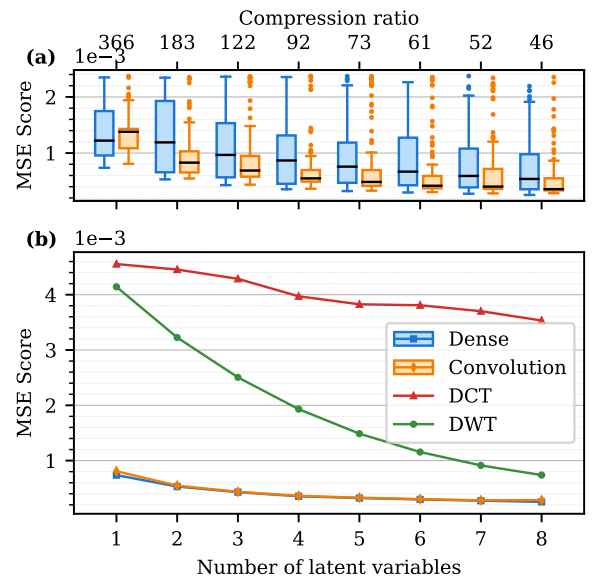 Compression ratio
366 183 122 92 73 61 52 46
(a) 1e−3
2
1
MSE Score
(b) 1e−3
4
3
2
1
MSE Score
Dense
Convolution
DCT
DWT
1 2 3 4 5 6 7 8
Number of latent variables